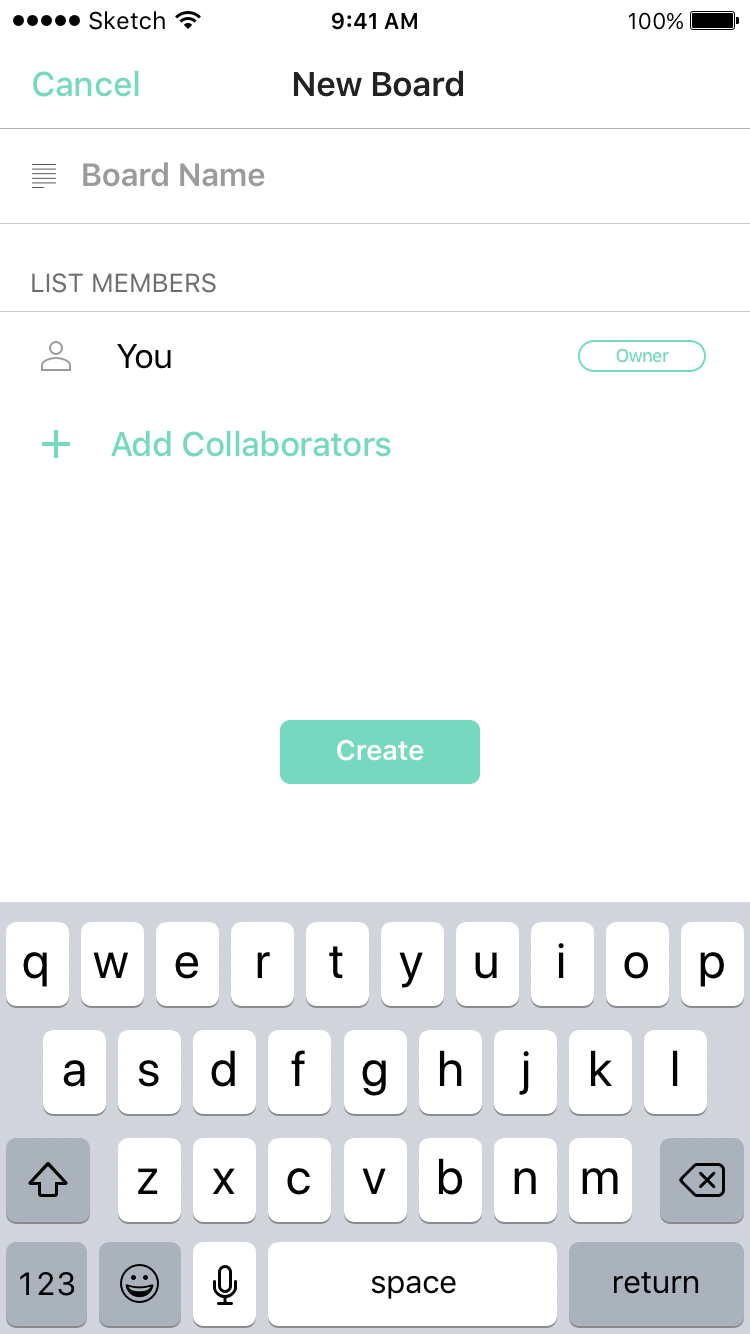 Sketch 9:41 AM 100%
Cancel New Board
Board Name
LIST MEMBERS
You Owner
Add Collaborators
Create
q w e r t y u i o p
a s d f g h j k l
z x c v b n m
123 space return